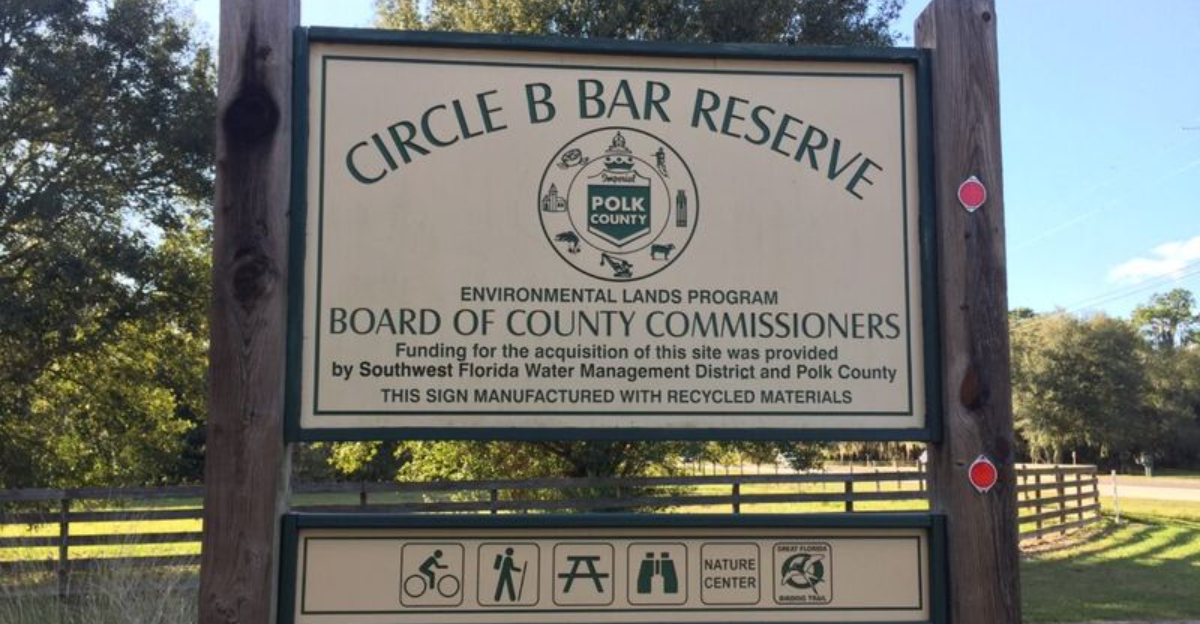 CIRCLE B BAR RESERVE
Imperial
POLK
COUNTY
ENVIRONMENTAL LANDS PROGRAM
BOARD OF COUNTY COMMISSIONERS
Funding for the acquisition of this site was provided
by Southwest Florida Water Management District and Polk County
THIS SIGN MANUFACTURED WITH RECYCLED MATERIALS
NATURE
CENTER
GREAT FLORIDA
BIRDING TRAIL